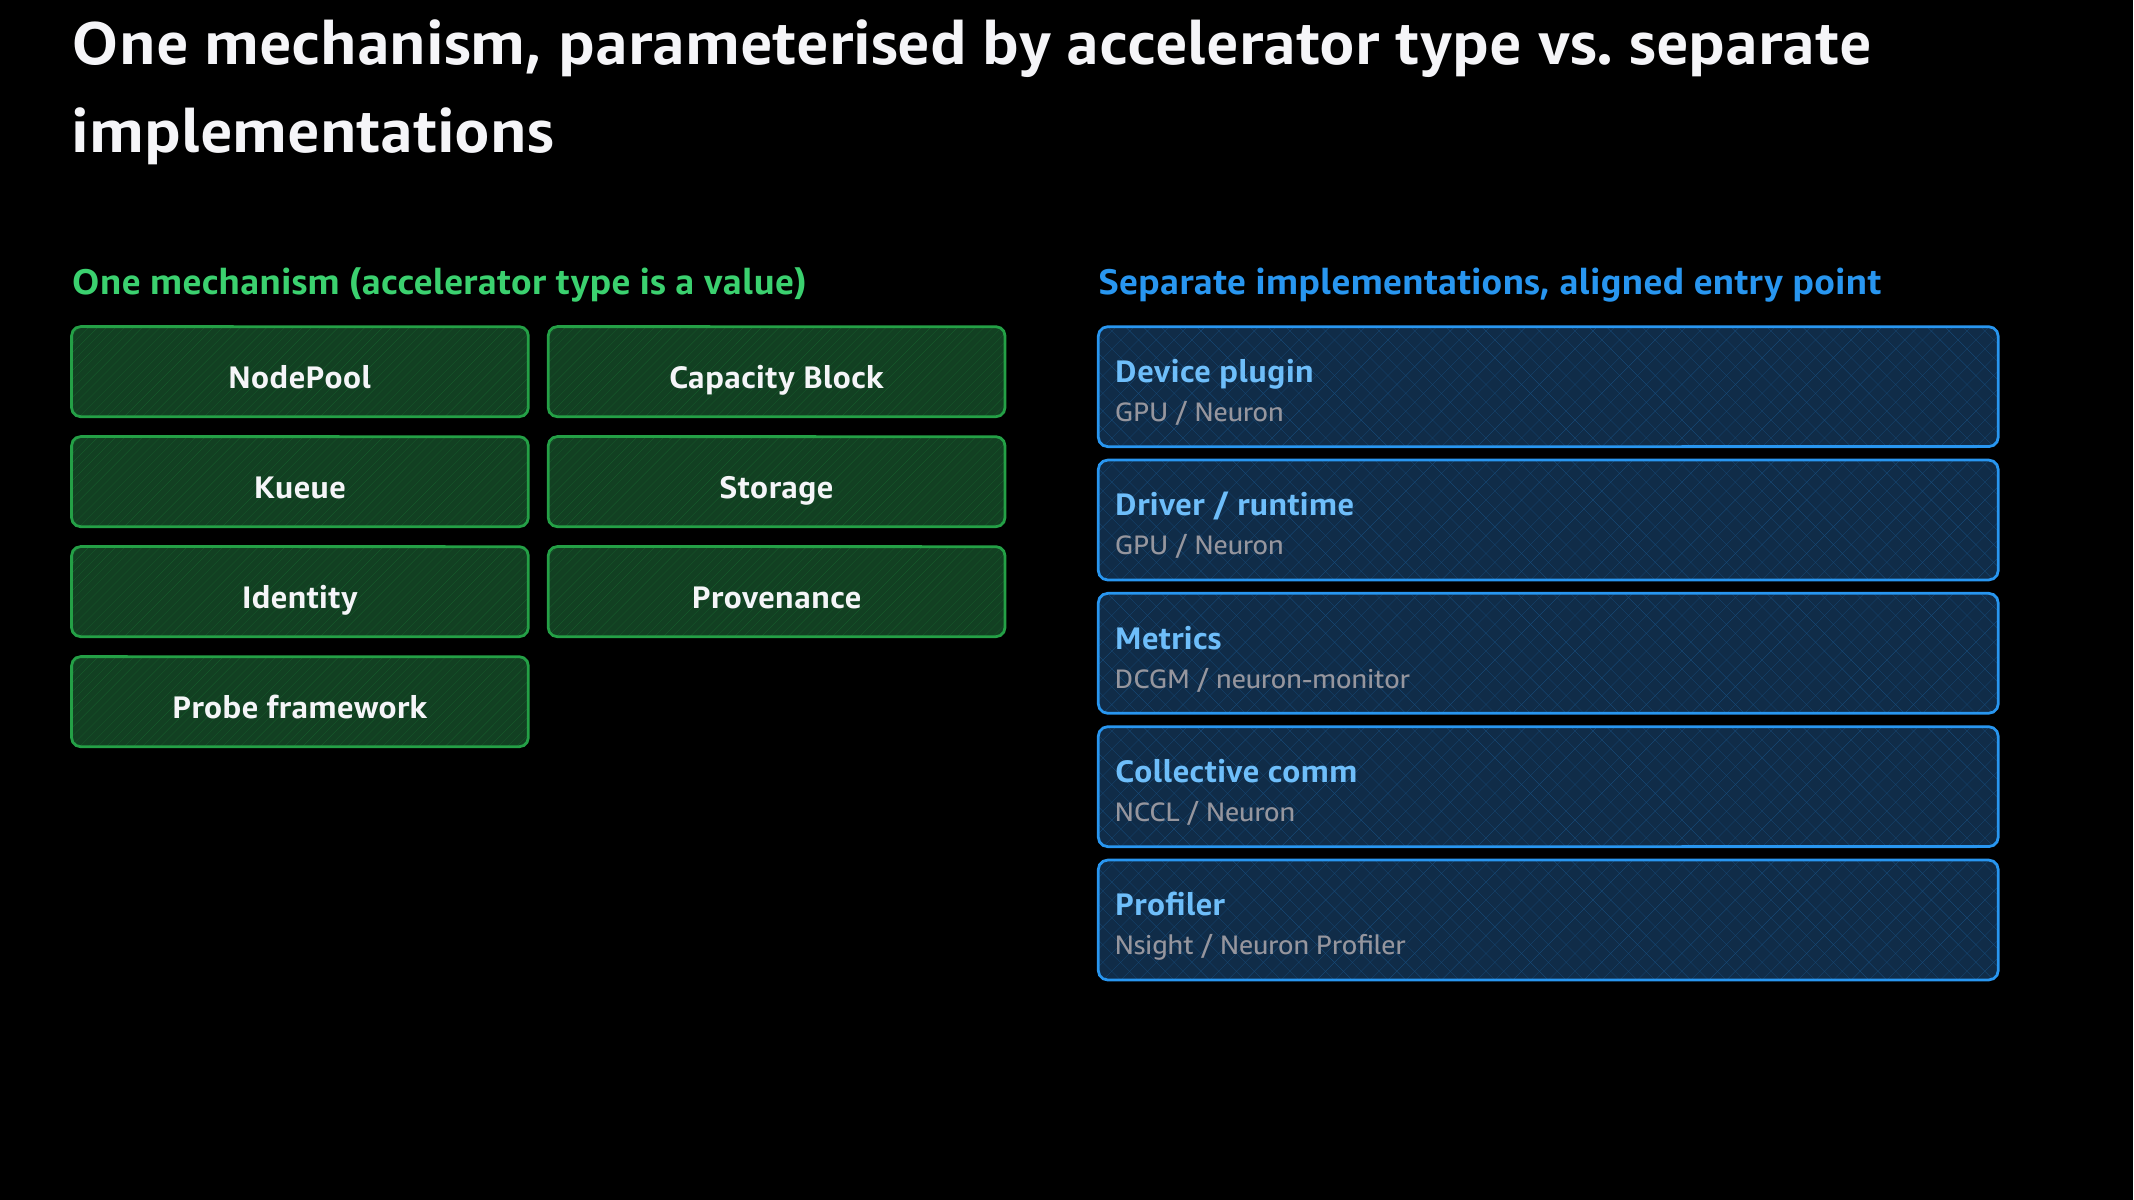 One mechanism, parameterised by accelerator type vs. separate
implementations
One mechanism (accelerator type is a value)
NodePool
Capacity Block
Kueue
Storage
Identity
Provenance
Probe framework
Separate implementations, aligned entry point
Device plugin
GPU / Neuron
Driver / runtime
GPU / Neuron
Metrics
DCGM / neuron-monitor
Collective comm
NCCL / Neuron
Profiler
Nsight / Neuron Profiler